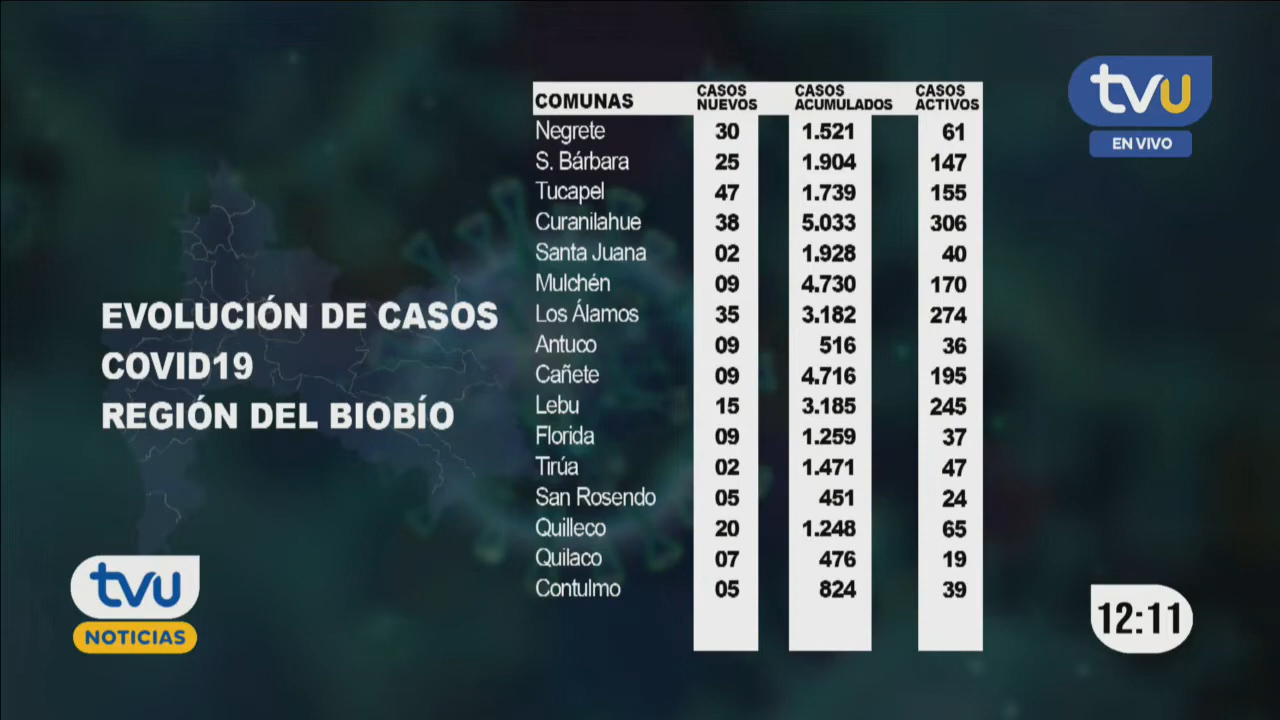 COMUNAS CASOS NUEVOS CASOS ACUMULADOS CASOS ACTIVOS
Negrete 30 1.521 61
S. Bárbara 25 1.904 147
Tucapel 47 1.739 155
Curanilahue 38 5.033 306
Santa Juana 02 1.928 40
Mulchén 09 4.730 170
Los Álamos 35 3.182 274
Antuco 09 516 36
Cañete 09 4.716 195
Lebu 15 3.185 245
Florida 09 1.259 37
Tirúa 02 1.471 47
San Rosendo 05 451 24
Quilleco 20 1.248 65
Quilaco 07 476 19
Contulmo 05 824 39
EVOLUCIÓN DE CASOS
COVID19
REGIÓN DEL BIOBÍO
tvu
EN VIVO
tvu
NOTICIAS
12:11